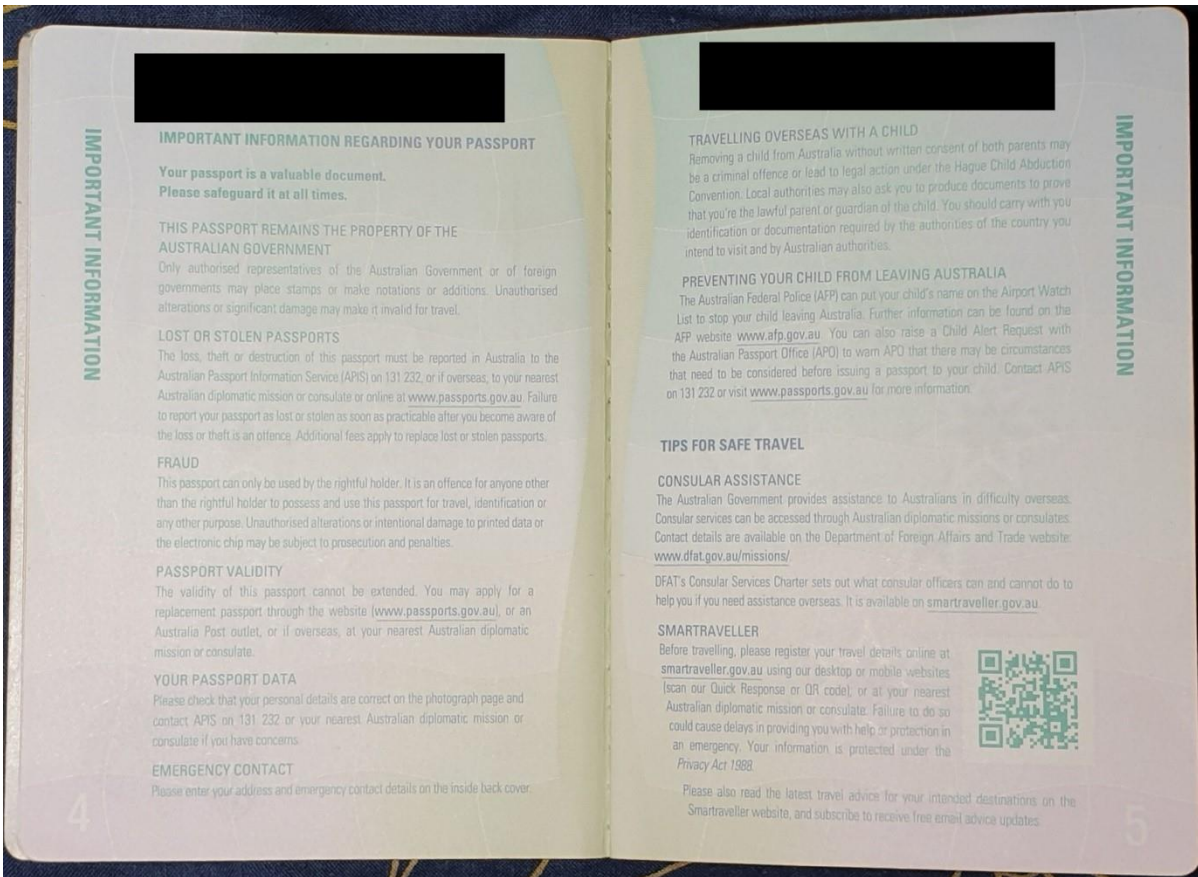 IMPORTANT INFORMATION
IMPORTANT INFORMATION REGARDING YOUR PASSPORT
Your passport is a valuable document.
Please safeguard it at all times.
THIS PASSPORT REMAINS THE PROPERTY OF THE
AUSTRALIAN GOVERNMENT
Only authorised representatives of the Australian Government or of foreign
governments may place stamps or make notations or additions. Unauthorised
alterations or significant damage may make it invalid for travel.
LOST OR STOLEN PASSPORTS
The loss, theft or destruction of this passport must be reported in Australia to the
Australian Passport Information Service (APIS) on 131 232, or if overseas, to your nearest
Australian diplomatic mission or consulate or online at www.passports.gov.au. Failure
to report your passport as lost or stolen as soon as practicable after you become aware of
the loss or theft is an offence. Additional fees apply to replace lost or stolen passports.
FRAUD
This passport can only be used by the rightful holder. It is an offence for anyone other
than the rightful holder to possess and use this passport for travel, identification or
any other purpose. Unauthorised alterations or intentional damage to printed data or
the electronic chip may be subject to prosecution and penalties.
PASSPORT VALIDITY
The validity of this passport cannot be extended. You may apply for a
replacement passport through the website (www.passports.gov.au), or an
Australia Post outlet, or if overseas, at your nearest Australian diplomatic
mission or consulate.
YOUR PASSPORT DATA
Please check that your personal details are correct on the photograph page and
contact APIS on 131 232 or your nearest Australian diplomatic mission or
consulate if you have concerns.
EMERGENCY CONTACT
Please enter your address and emergency contact details on the inside back cover.
4
TRAVELLING OVERSEAS WITH A CHILD
Removing a child from Australia without written consent of both parents may
be a criminal offence or lead to legal action under the Hague Child Abduction
Convention. Local authorities may also ask you to produce documents to prove
that you're the lawful parent or guardian of the child. You should carry with you
identification or documentation required by the authorities of the country you
intend to visit and by Australian authorities.
PREVENTING YOUR CHILD FROM LEAVING AUSTRALIA
The Australian Federal Police (AFP) can put your child's name on the Airport Watch
List to stop your child leaving Australia. Further information can be found on the
AFP website www.afp.gov.au. You can also raise a Child Alert Request with
the Australian Passport Office (APO) to warn APO that there may be circumstances
that need to be considered before issuing a passport to your child. Contact APIS
on 131 232 or visit www.passports.gov.au for more information.
TIPS FOR SAFE TRAVEL
CONSULAR ASSISTANCE
The Australian Government provides assistance to Australians in difficulty overseas.
Consular services can be accessed through Australian diplomatic missions or consulates.
Contact details are available on the Department of Foreign Affairs and Trade website:
www.dfat.gov.au/missions/
DFAT's Consular Services Charter sets out what consular officers can and cannot do to
help you if you need assistance overseas. It is available on smartraveller.gov.au.
SMARTRAVELLER
Before travelling, please register your travel details online at
smartraveller.gov.au using our desktop or mobile websites
(scan our Quick Response or QR code), or at your nearest
Australian diplomatic mission or consulate. Failure to do so
could cause delays in providing you with help or protection in
an emergency. Your information is protected under the
Privacy Act 1988.
Please also read the latest travel advice for your intended destinations on the
Smartraveller website, and subscribe to receive free email advice updates.
IMPORTANT INFORMATION
5